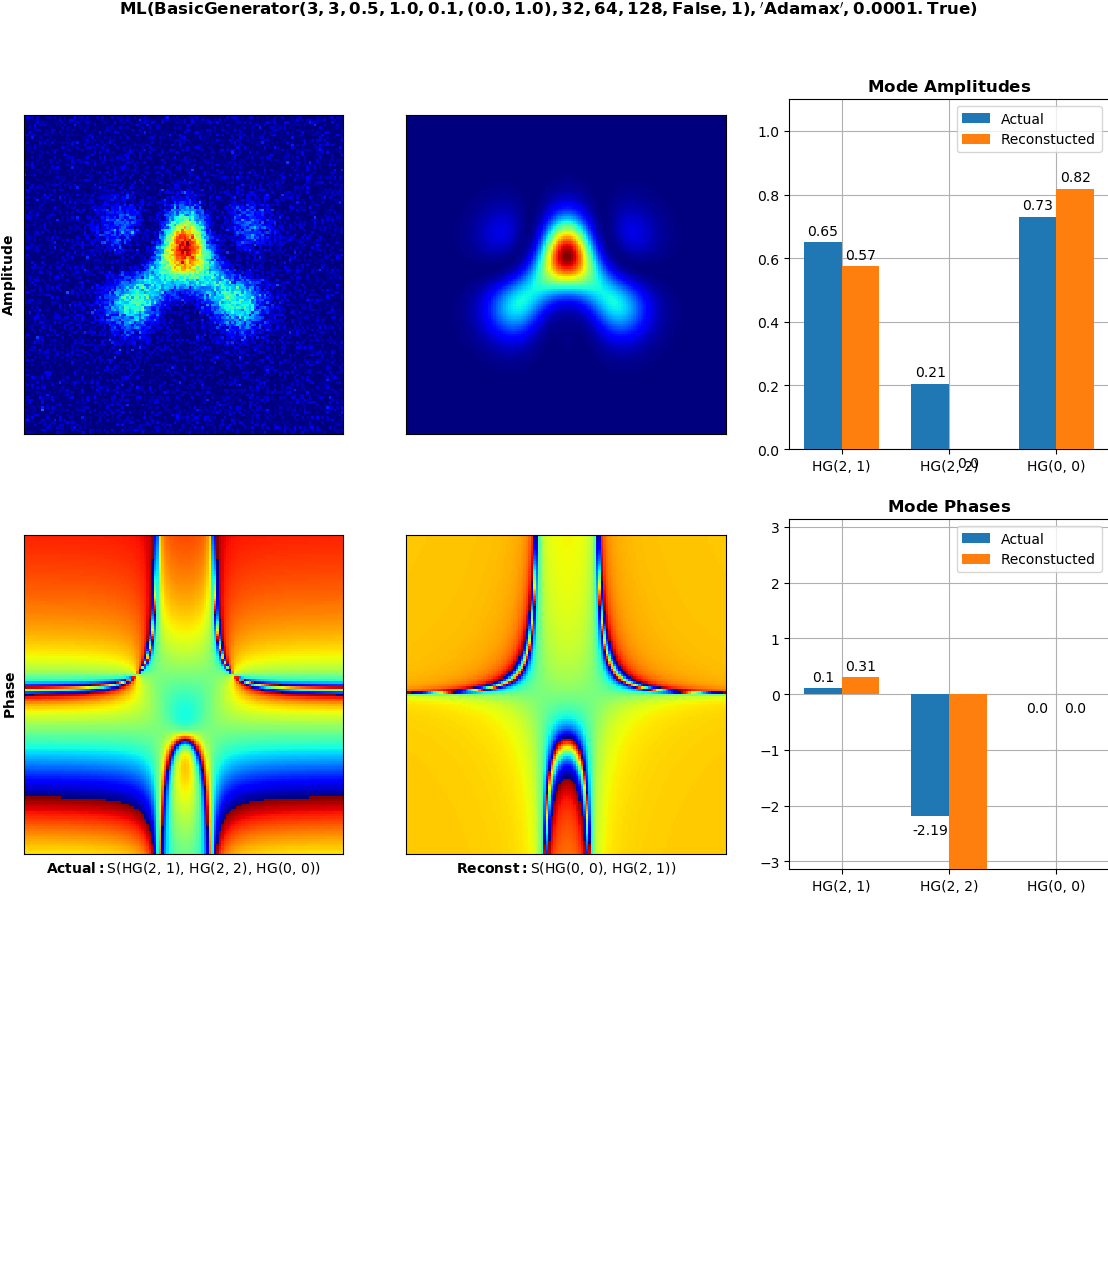 ML(BasicGenerator(3, 3, 0.5, 1.0, 0.1, (0.0, 1.0), 32, 64, 128, False, 1), ′Adamax′, 0.0001. True)
Mode Amplitudes
Amplitude
Actual
Reconstucted
1.0
0.8
0.6
0.4
0.2
0.0
0.65
0.57
0.21
0.0
0.73
0.82
HG(2, 1)
HG(2, 2)
HG(0, 0)
Mode Phases
Phase
Actual
Reconstucted
3
2
1
0
−1
−2
−3
0.1
0.31
-2.19
0.0
0.0
HG(2, 1)
HG(2, 2)
HG(0, 0)
Actual: S(HG(2, 1), HG(2, 2), HG(0, 0))
Reconst: S(HG(0, 0), HG(2, 1))